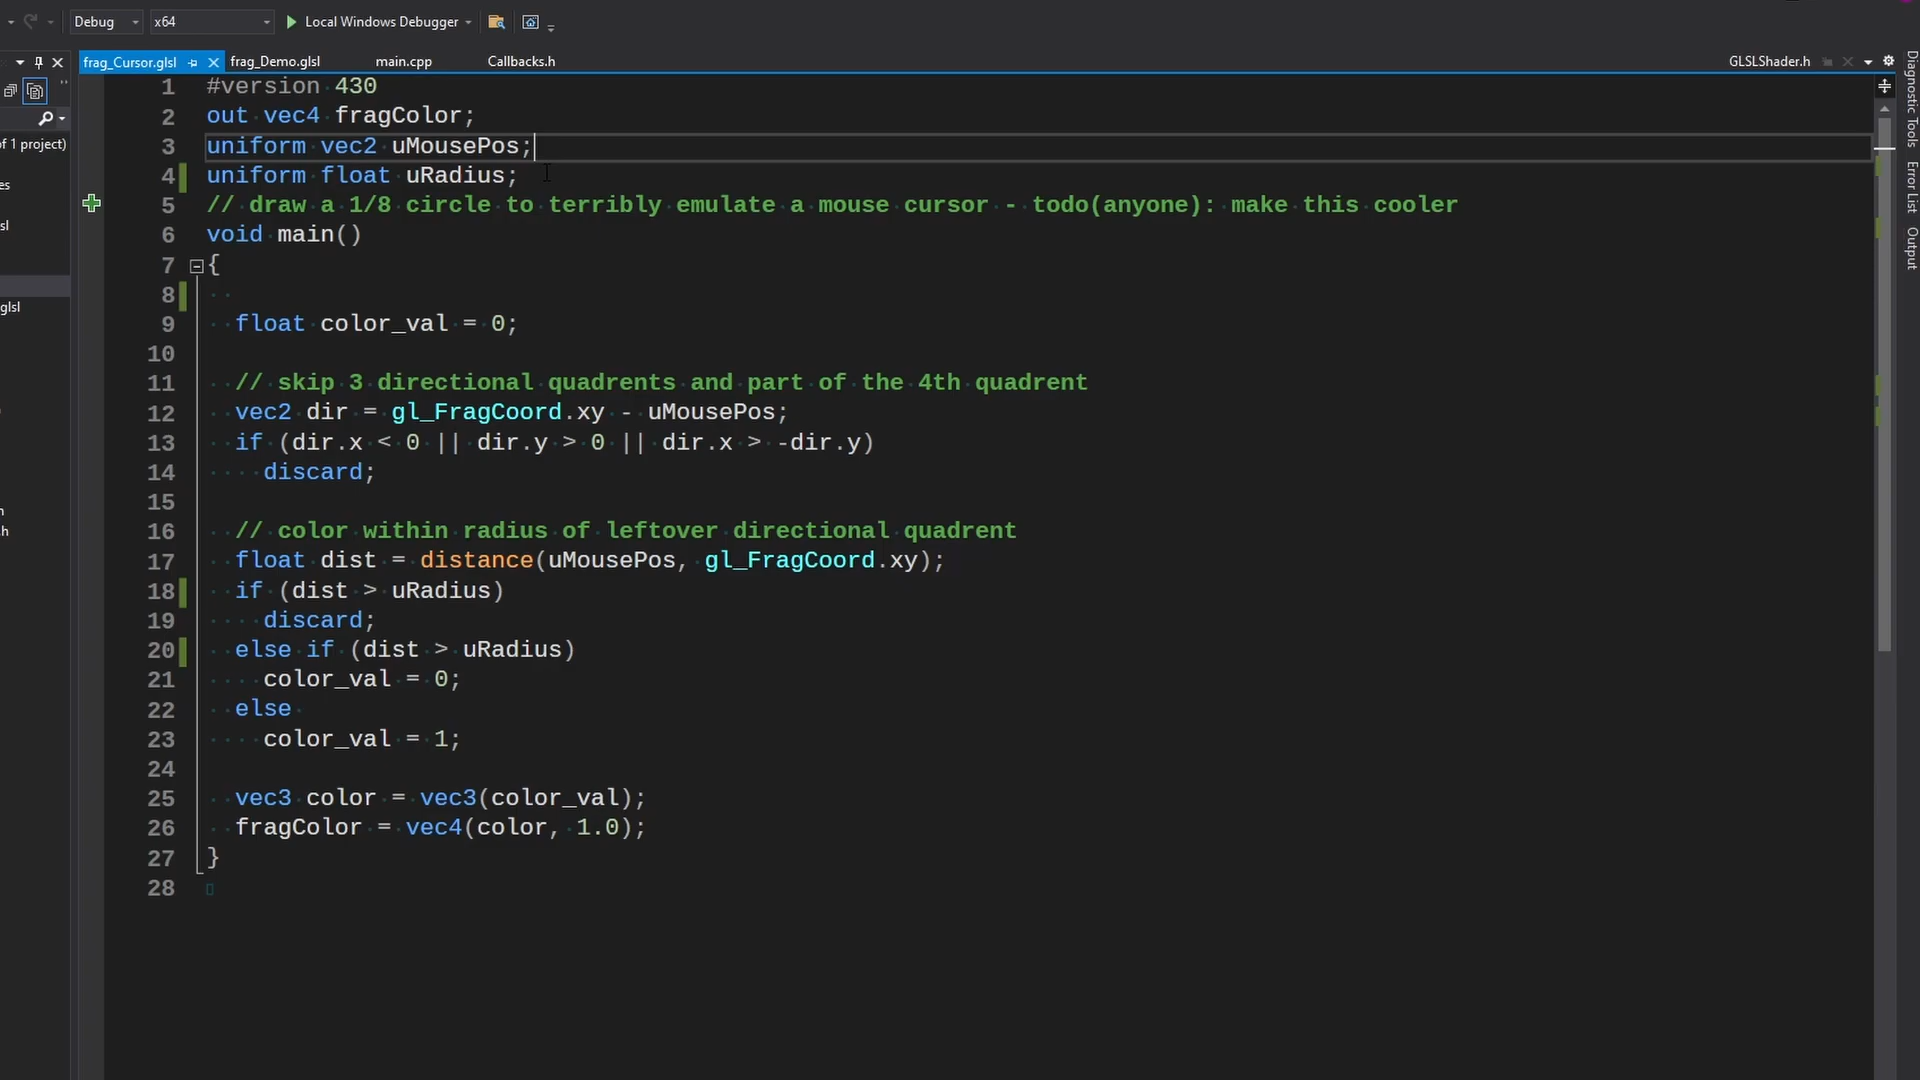 Debug x64 Local Windows Debugger
frag_Cursor.glsl frag_Demo.glsl main.cpp Callbacks.h GLSLShader.h
1 #version 430
2 out vec4 fragColor;
3 uniform vec2 uMousePos;
4 uniform float uRadius;
5 // draw a 1/8 circle to terribly emulate a mouse cursor - todo(anyone): make this cooler
6 void main()
7 {
8
9 float color_val = 0;
10
11 // skip 3 directional quadrents and part of the 4th quadrent
12 vec2 dir = gl_FragCoord.xy - uMousePos;
13 if (dir.x < 0 || dir.y > 0 || dir.x > -dir.y)
14 discard;
15
16 // color within radius of leftover directional quadrent
17 float dist = distance(uMousePos, gl_FragCoord.xy);
18 if (dist > uRadius)
19 discard;
20 else if (dist > uRadius)
21 color_val = 0;
22 else
23 color_val = 1;
24
25 vec3 color = vec3(color_val);
26 fragColor = vec4(color, 1.0);
27 }
28
of 1 project)
es
sl
glsl
h
Diagnostic Tools
Error List
Output